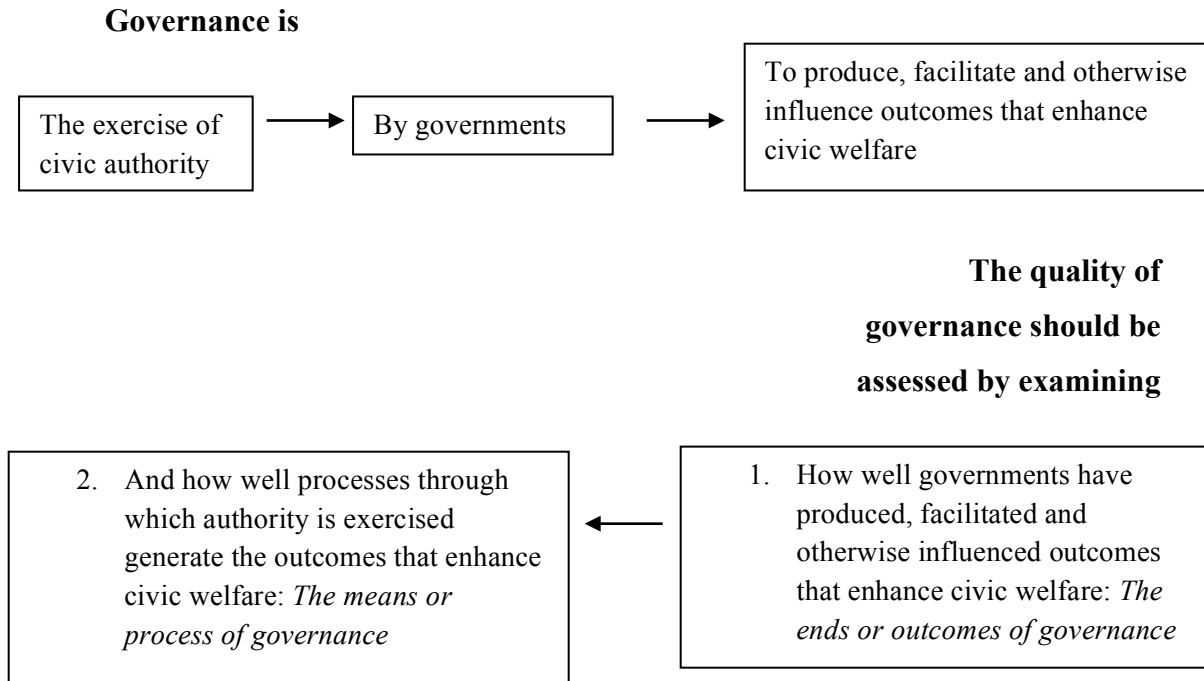 Governance is
The exercise of
civic authority
By governments
To produce, facilitate and otherwise
influence outcomes that enhance
civic welfare
The quality of
governance should be
assessed by examining
1. How well governments have
produced, facilitated and
otherwise influenced outcomes
that enhance civic welfare: The
ends or outcomes of governance
2. And how well processes through
which authority is exercised
generate the outcomes that enhance
civic welfare: The means or
process of governance